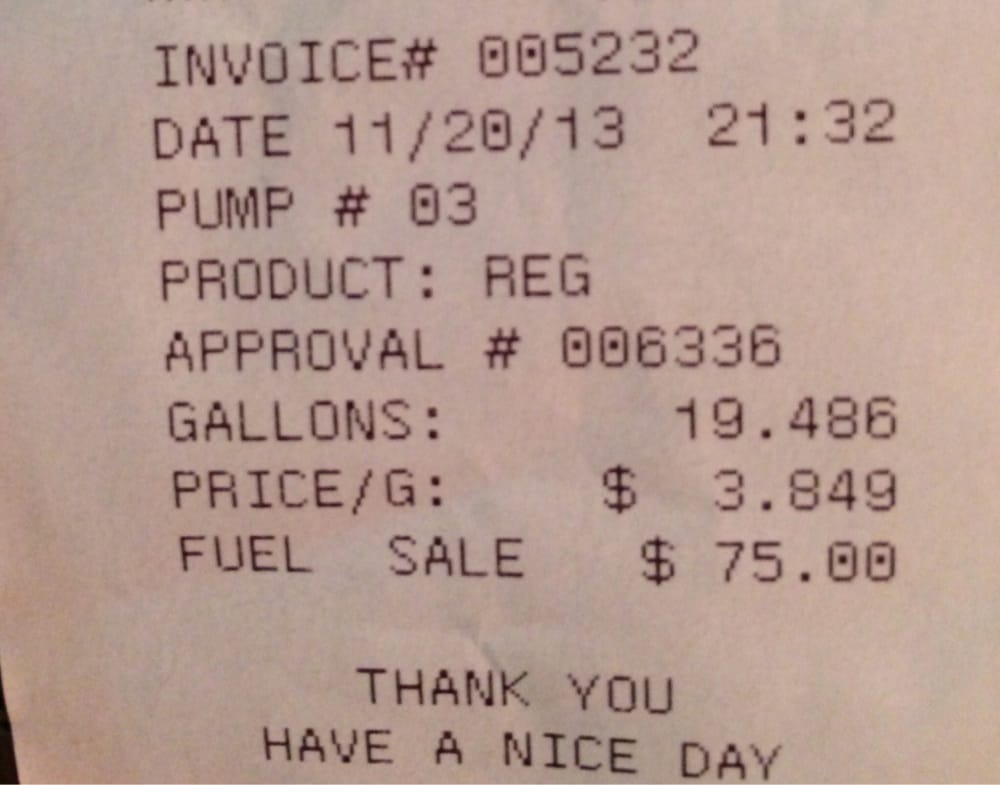 INVOICE# 005232
DATE 11/20/13 21:32
PUMP # 03
PRODUCT: REG
APPROVAL # 006336
GALLONS: 19.486
PRICE/G: $ 3.849
FUEL SALE $ 75.00
THANK YOU
HAVE A NICE DAY